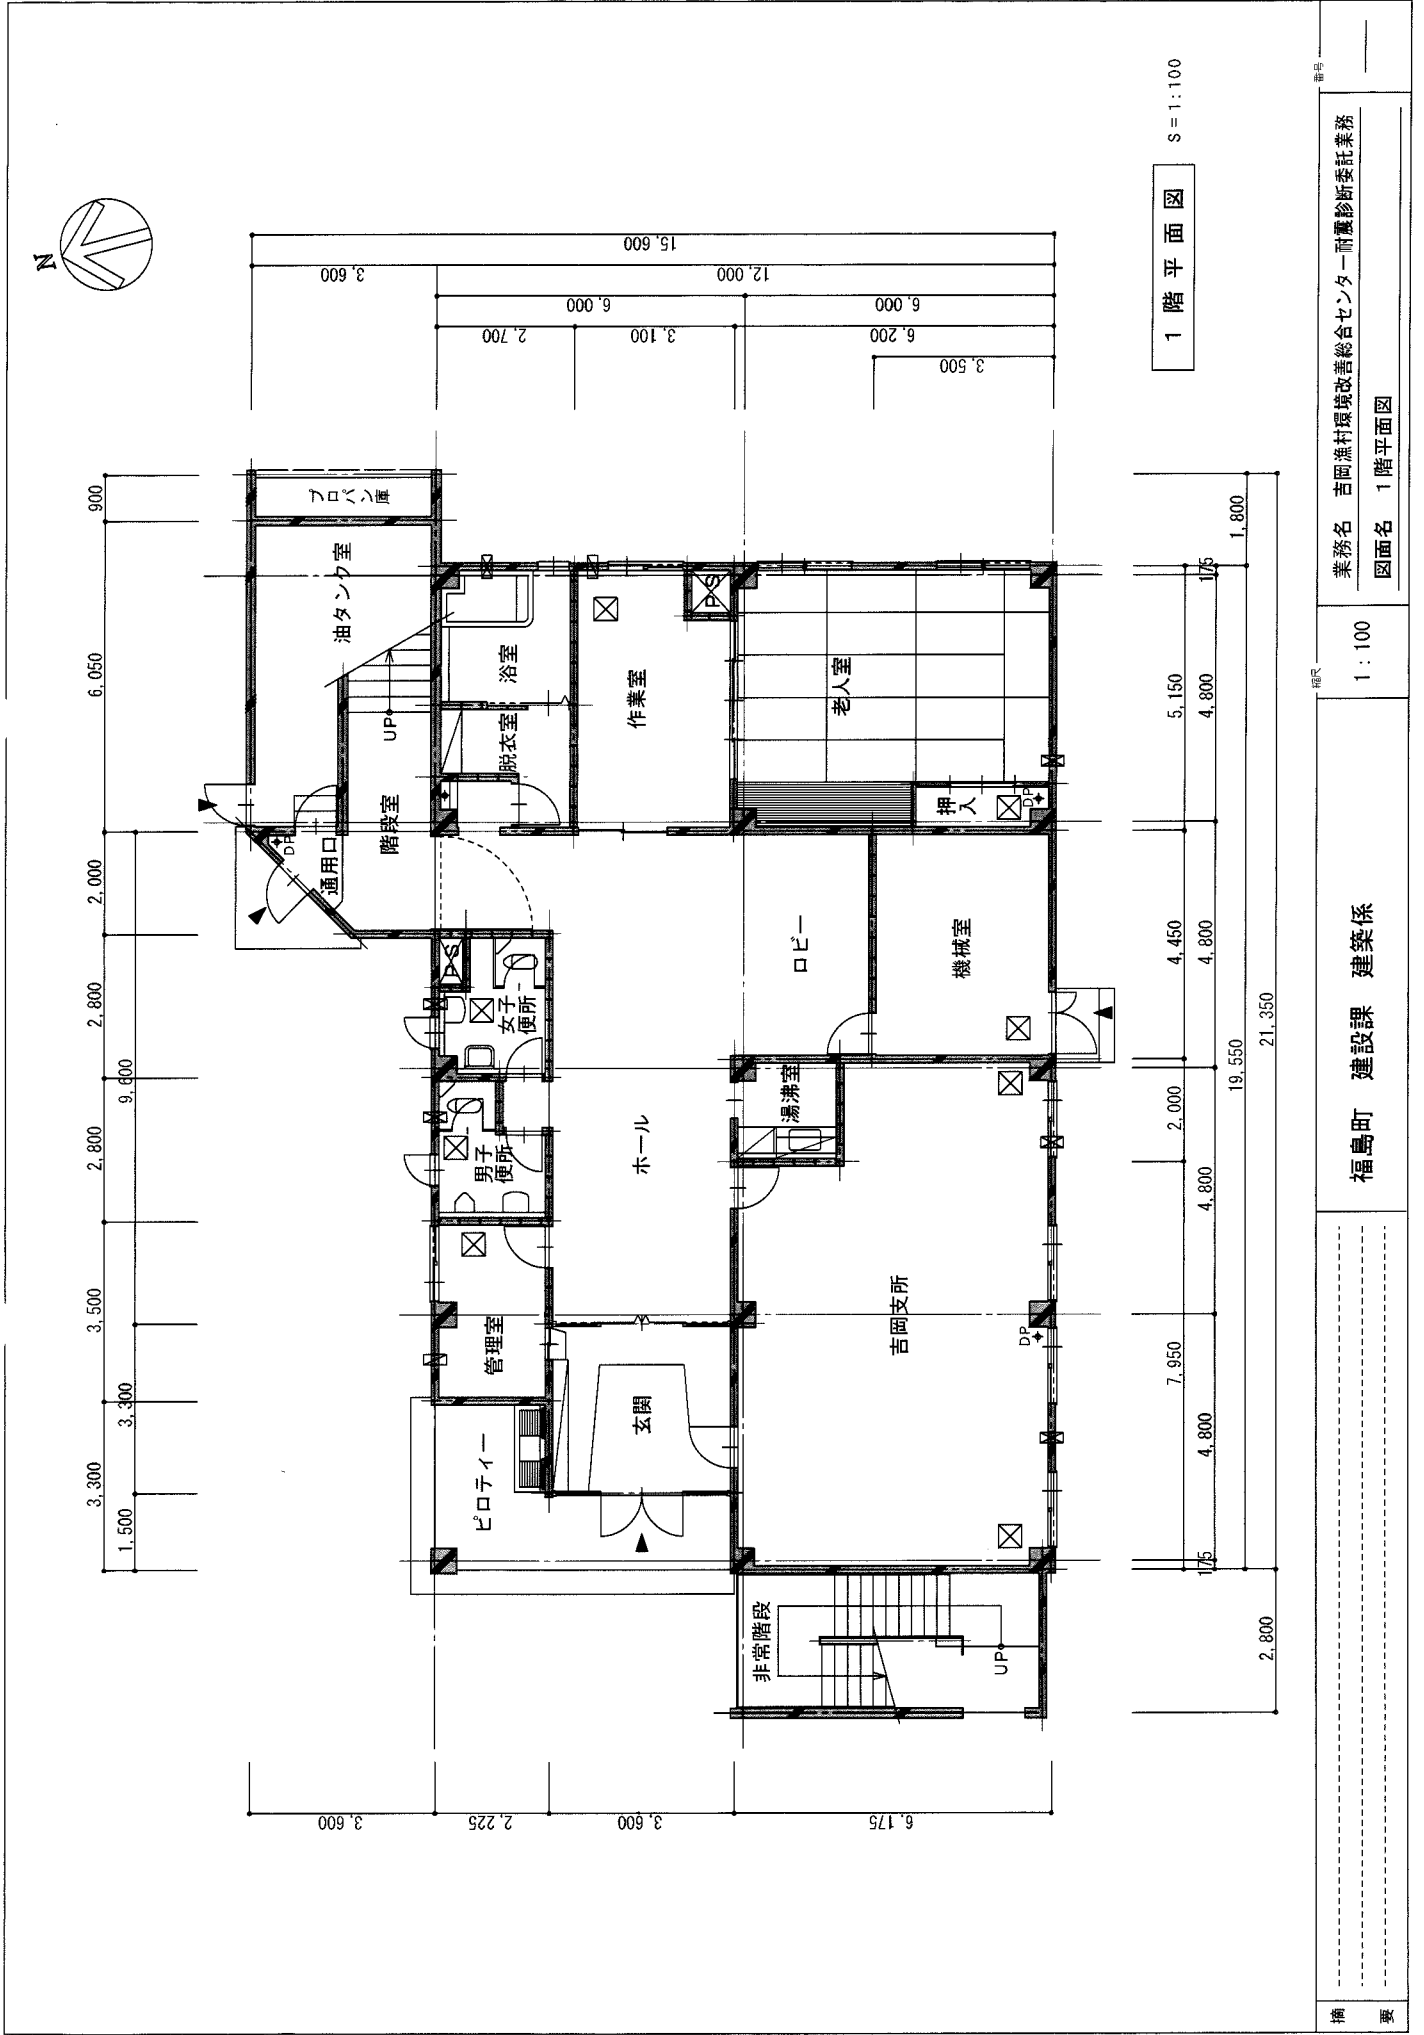 N
900
6,050
2,000
2,800
9,600
2,800
3,500
3,300
3,300
1,500
15,600
3,600
12,000
6,000
6,000
2,700
3,100
6,200
3,500
プロパン庫
油タンク室
UP
階段室
通用口
DP
浴室
脱衣室
作業室
PS
老人室
押入
DP
PS
女子
便所
男子
便所
ホール
ロビー
機械室
湯沸室
管理室
ピロティー
玄関
吉岡支所
DP
非常階段
UP
3,600
2,225
3,600
6,175
1,800
175
5,150
4,800
4,450
4,800
19,550
21,350
2,000
4,800
7,950
4,800
175
2,800
1階平面図
S=1:100
摘要
福島町 建設課 建築係
縮尺
1:100
業務名 吉岡漁村環境改善総合センター耐震診断委託業務
図面名 1階平面図
番号